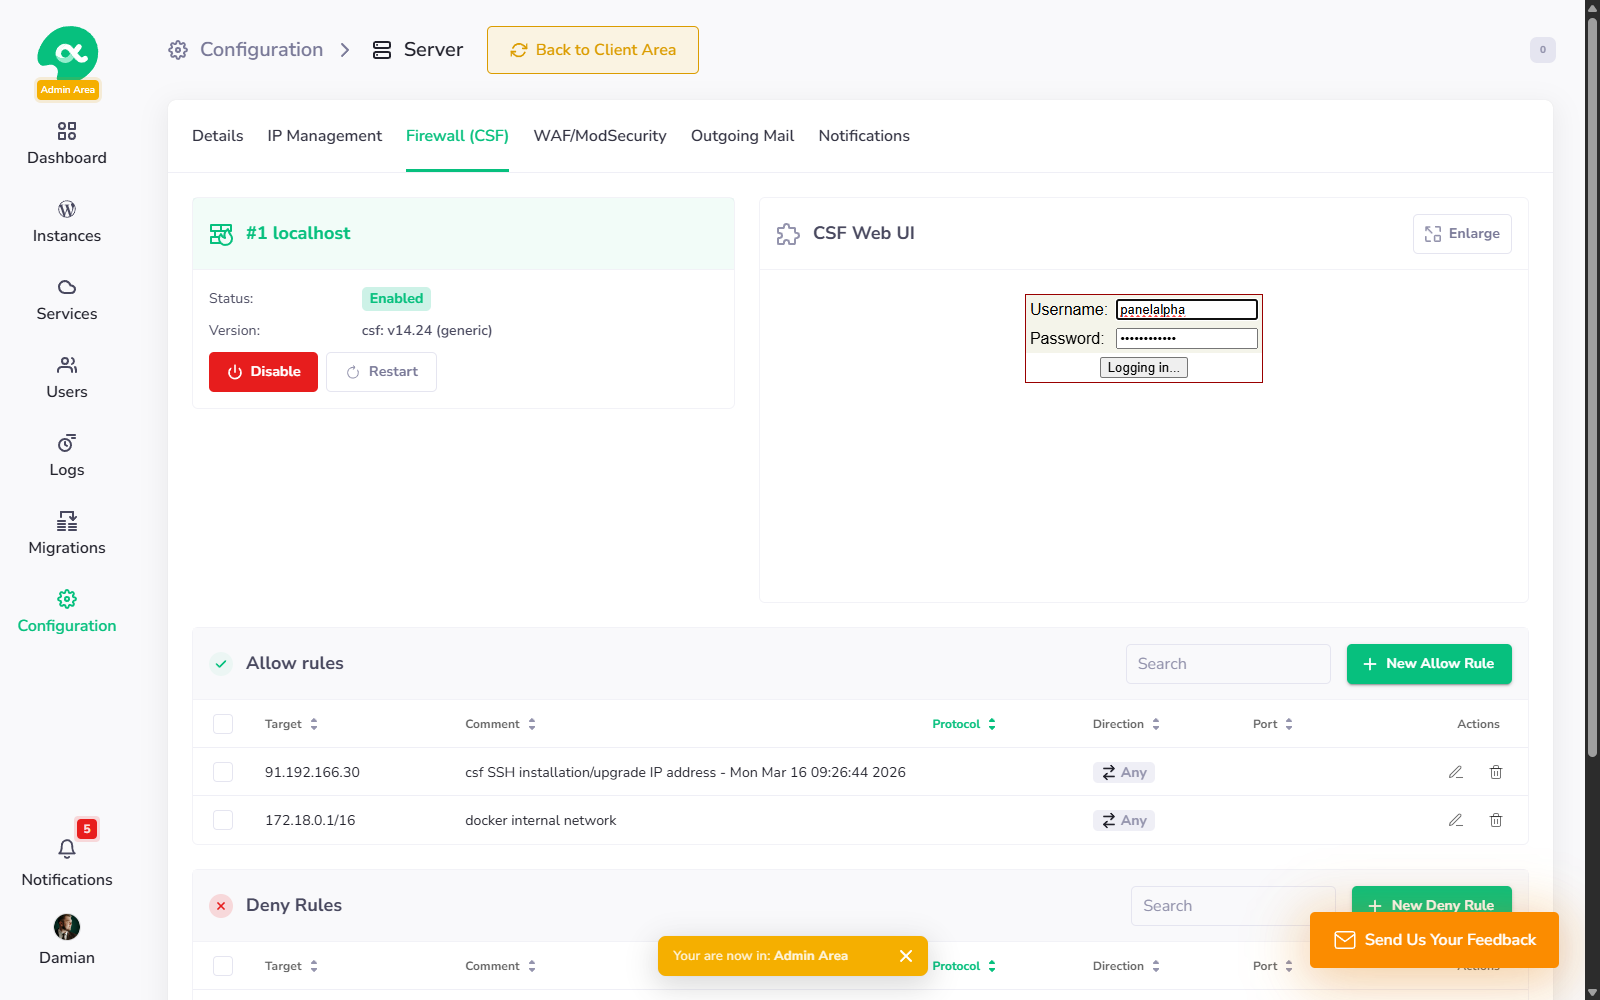 Admin Area
Dashboard
Instances
Services
Users
Logs
Migrations
Configuration
5
Notifications
Damian
Configuration
Server
Back to Client Area
0
Details
IP Management
Firewall (CSF)
WAF/ModSecurity
Outgoing Mail
Notifications
#1 localhost
Status: Enabled
Version: csf: v14.24 (generic)
Disable
Restart
CSF Web UI
Enlarge
Username: panelalpha
Password: ••••••••••••
Logging in...
Allow rules
Search
New Allow Rule
Target Comment Protocol Direction Port Actions
91.192.166.30 csf SSH installation/upgrade IP address - Mon Mar 16 09:26:44 2026 Any
172.18.0.1/16 docker internal network Any
Deny Rules
Search
New Deny Rule
Target Comment Protocol Direction Port Actions
Your are now in: Admin Area
Send Us Your Feedback